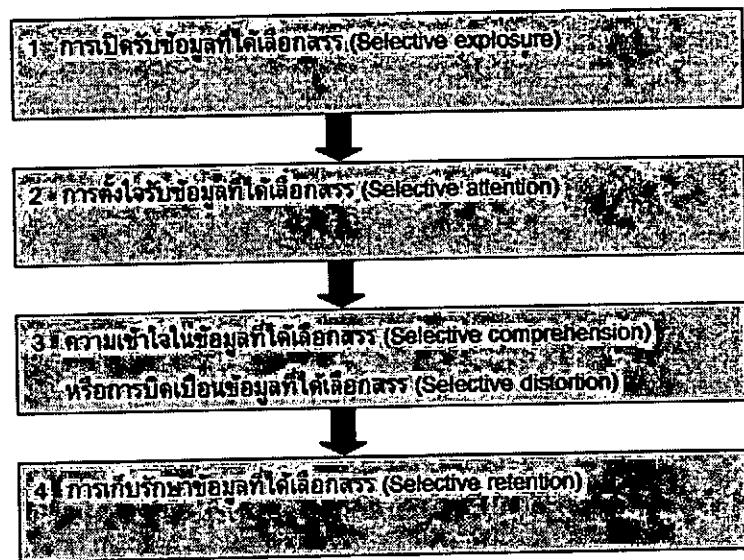 1. การเปิดรับข้อมูลที่ได้เลือกสรร (Selective explosure)
2. การตั้งใจรับข้อมูลที่ได้เลือกสรร (Selective attention)
3. ความเข้าใจในข้อมูลที่ได้เลือกสรร (Selective comprehension)
หรือการบิดเบือนข้อมูลที่ได้เลือกสรร (Selective distortion)
4. การเก็บรักษาข้อมูลที่ได้เลือกสรร (Selective retention)